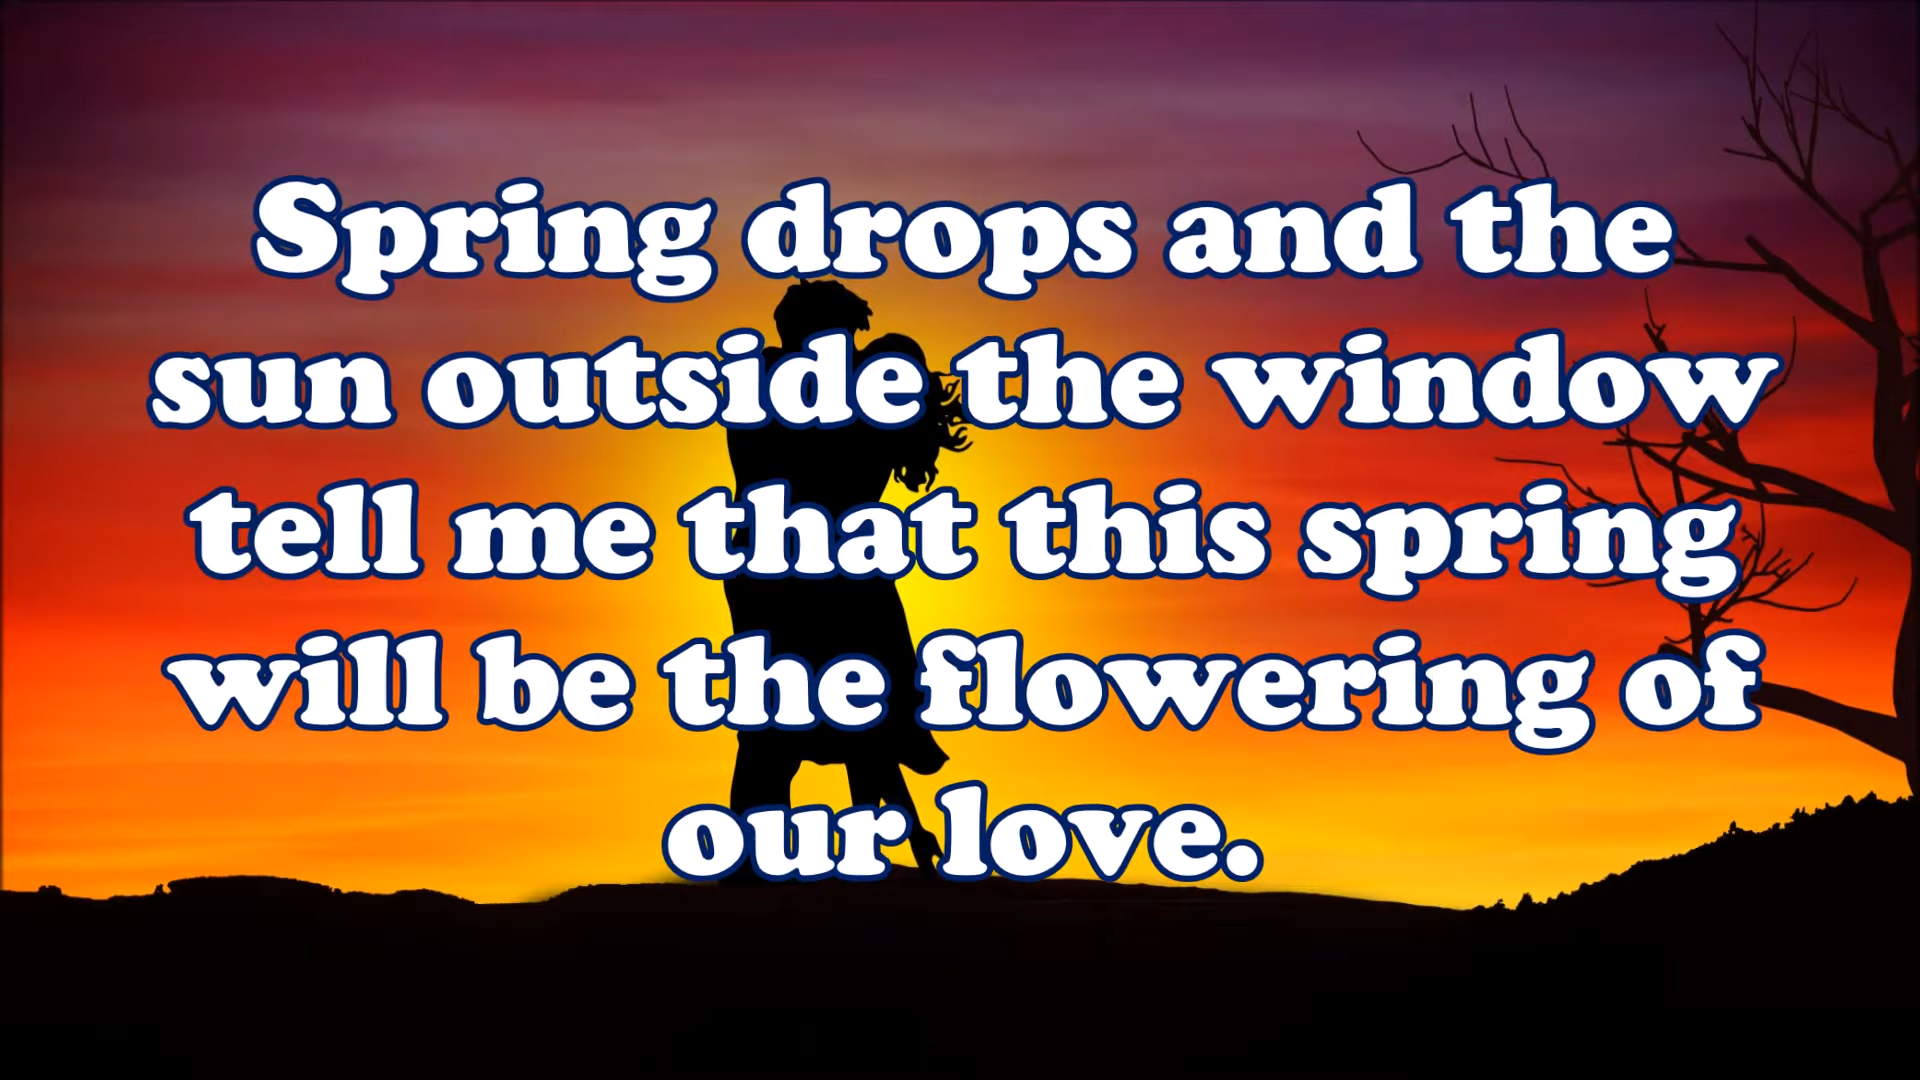 Spring drops and the
sun outside the window
tell me that this spring
will be the flowering of
our love.